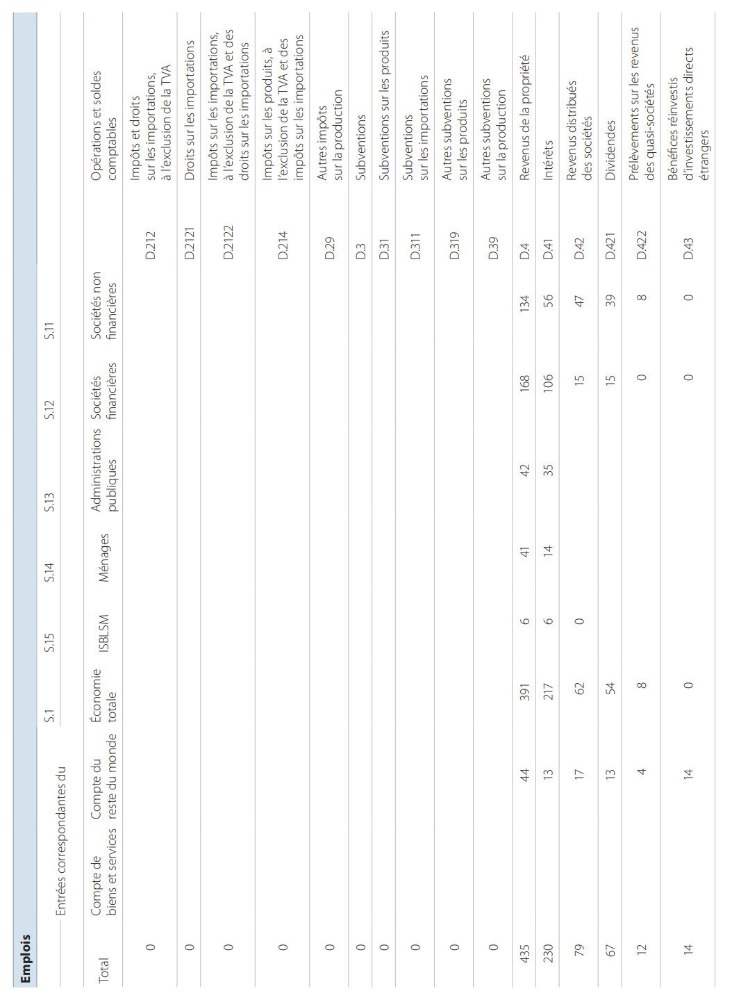 Emplois
Entrées correspondantes du S.1 S.15 S.14 S.13 S.12 S.11
Total Compte de Compte du Économie ISBLSM Ménages Administrations Sociétés Sociétés non Opérations et soldes
biens et services reste du monde totale publiques financières financières comptables
Impôts et droits
0 D.212 sur les importations,
à l'exclusion de la TVA
0 D.2121 Droits sur les importations
Impôts sur les importations,
0 D.2122 à l'exclusion de la TVA et des
droits sur les importations
Impôts sur les produits, à
0 D.214 l'exclusion de la TVA et des
impôts sur les importations
0 D.29 Autres impôts
sur la production
0 D.3 Subventions
0 D.31 Subventions sur les produits
0 D.311 Subventions
sur les importations
0 D.319 Autres subventions
sur les produits
0 D.39 Autres subventions
sur la production
435 44 391 6 41 42 168 134 D.4 Revenus de la propriété
230 13 217 6 14 35 106 56 D.41 Intérêts
79 17 62 0 15 47 D.42 Revenus distribués
des sociétés
67 13 54 15 39 D.421 Dividendes
12 4 8 0 8 D.422 Prélèvements sur les revenus
des quasi-sociétés
Bénéfices réinvestis
14 14 0 0 0 D.43 d'investissements directs
étrangers